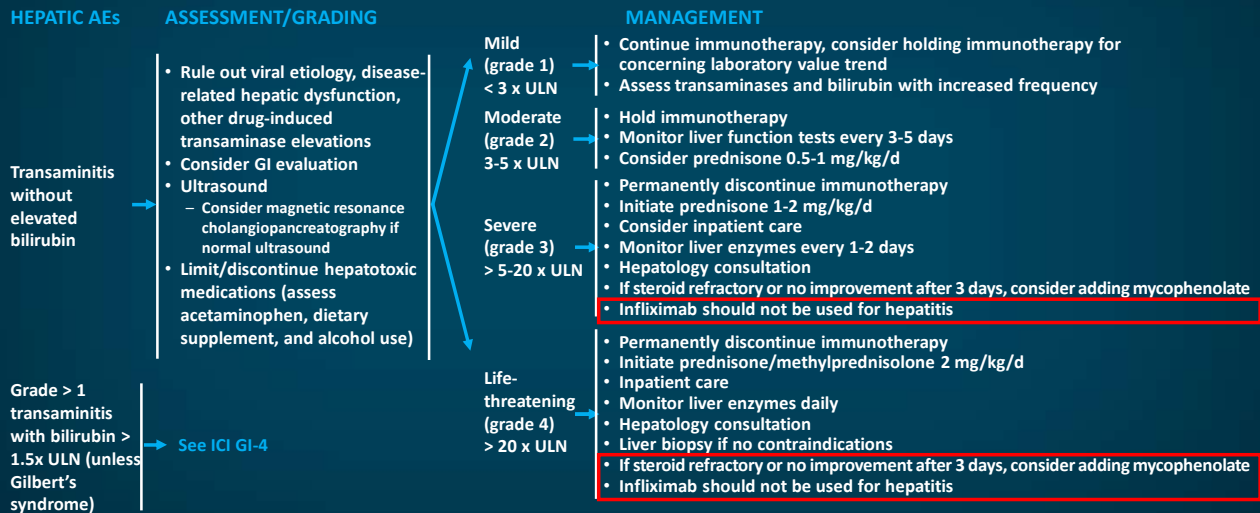 HEPATIC AEs
ASSESSMENT/GRADING
MANAGEMENT
Transaminitis
without
elevated
bilirubin
• Rule out viral etiology, disease-
related hepatic dysfunction,
other drug-induced
transaminase elevations
• Consider GI evaluation
• Ultrasound
– Consider magnetic resonance
cholangiopancreatography if
normal ultrasound
• Limit/discontinue hepatotoxic
medications (assess
acetaminophen, dietary
supplement, and alcohol use)
Mild
(grade 1)
< 3 x ULN
• Continue immunotherapy, consider holding immunotherapy for
concerning laboratory value trend
• Assess transaminases and bilirubin with increased frequency
Moderate
(grade 2)
3-5 x ULN
• Hold immunotherapy
• Monitor liver function tests every 3-5 days
• Consider prednisone 0.5-1 mg/kg/d
Severe
(grade 3)
> 5-20 x ULN
• Permanently discontinue immunotherapy
• Initiate prednisone 1-2 mg/kg/d
• Consider inpatient care
• Monitor liver enzymes every 1-2 days
• Hepatology consultation
• If steroid refractory or no improvement after 3 days, consider adding mycophenolate
• Infliximab should not be used for hepatitis
Life-
threatening
(grade 4)
> 20 x ULN
• Permanently discontinue immunotherapy
• Initiate prednisone/methylprednisolone 2 mg/kg/d
• Inpatient care
• Monitor liver enzymes daily
• Hepatology consultation
• Liver biopsy if no contraindications
• If steroid refractory or no improvement after 3 days, consider adding mycophenolate
• Infliximab should not be used for hepatitis
Grade > 1
transaminitis
with bilirubin >
1.5x ULN (unless
Gilbert's
syndrome)
See ICI GI-4